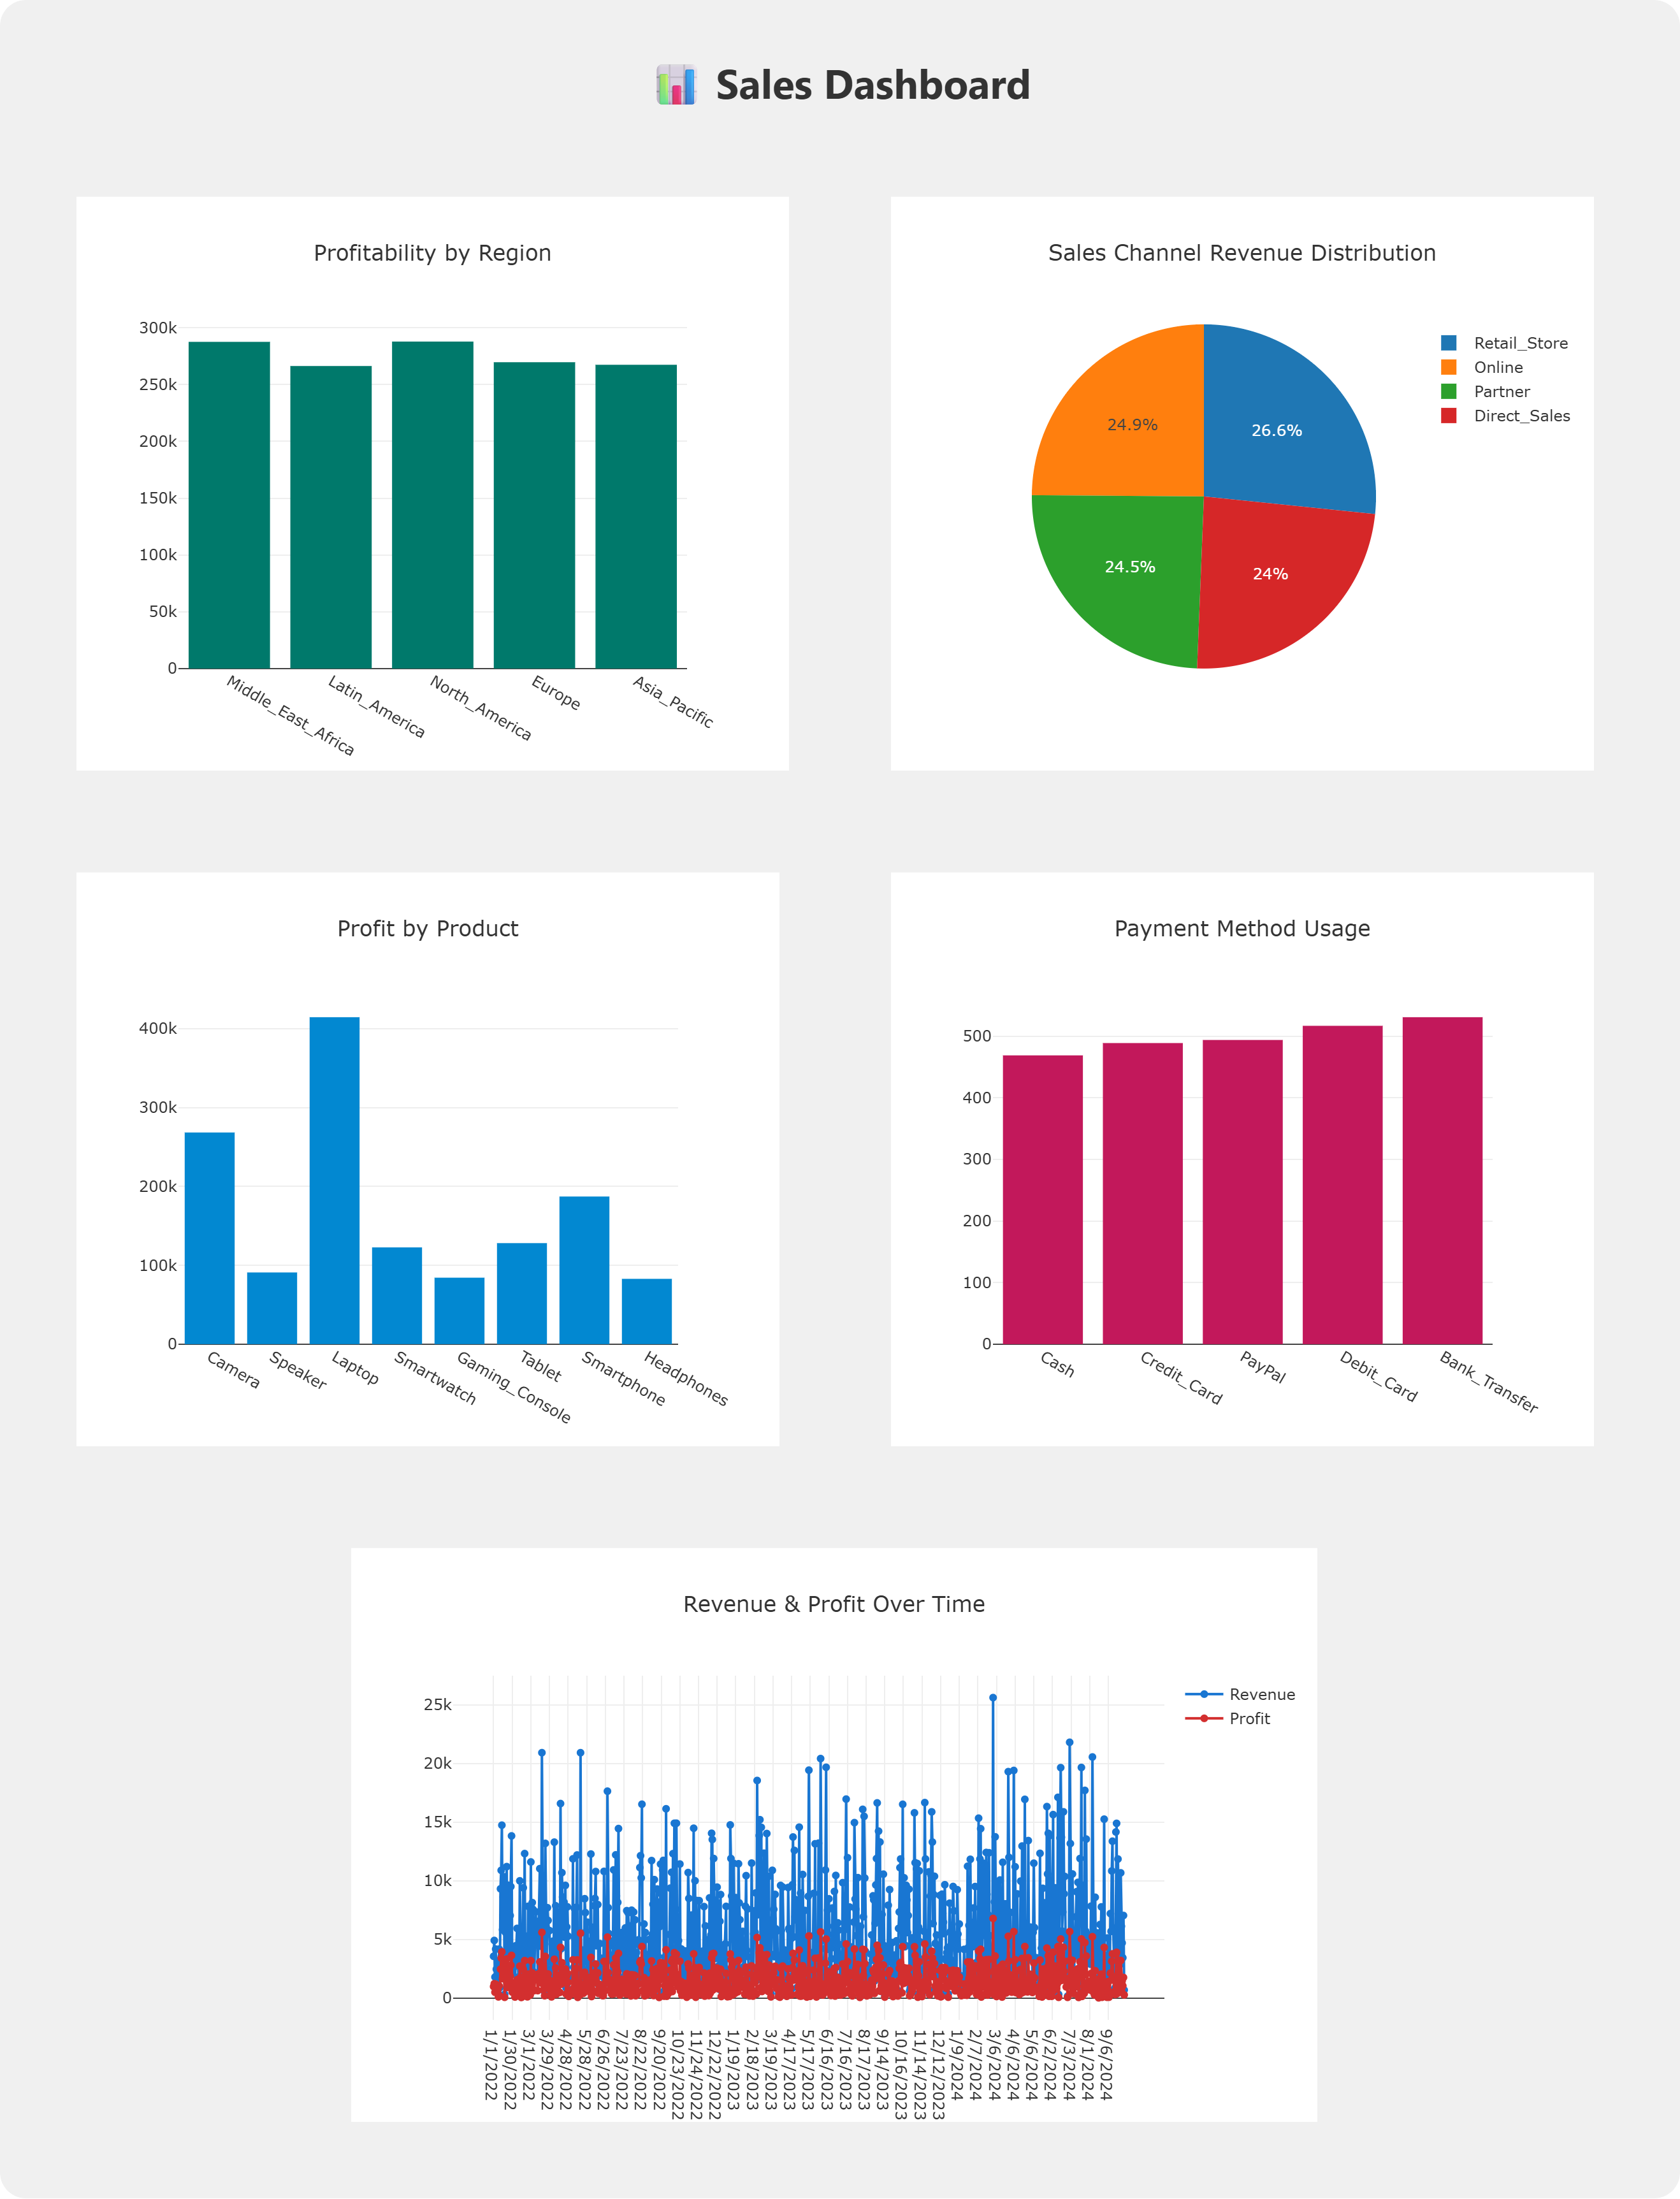 📊 Sales Dashboard
Profitability by Region
300k
250k
200k
150k
100k
50k
0
Middle_East_Africa
Latin_America
North_America
Europe
Asia_Pacific
Sales Channel Revenue Distribution
Retail_Store
Online
Partner
Direct_Sales
24.9%
26.6%
24.5%
24%
Profit by Product
400k
300k
200k
100k
0
Camera
Speaker
Laptop
Smartwatch
Gaming_Console
Tablet
Smartphone
Headphones
Payment Method Usage
500
400
300
200
100
0
Cash
Credit_Card
PayPal
Debit_Card
Bank_Transfer
Revenue & Profit Over Time
Revenue
Profit
25k
20k
15k
10k
5k
0
1/1/2022
1/30/2022
3/1/2022
3/29/2022
4/28/2022
5/28/2022
6/26/2022
7/23/2022
8/22/2022
9/20/2022
10/23/2022
11/24/2022
12/22/2022
1/19/2023
2/18/2023
3/19/2023
4/17/2023
5/17/2023
6/16/2023
7/16/2023
8/17/2023
9/14/2023
10/16/2023
11/14/2023
12/12/2023
1/9/2024
2/7/2024
3/6/2024
4/6/2024
5/6/2024
6/2/2024
7/3/2024
8/1/2024
9/6/2024